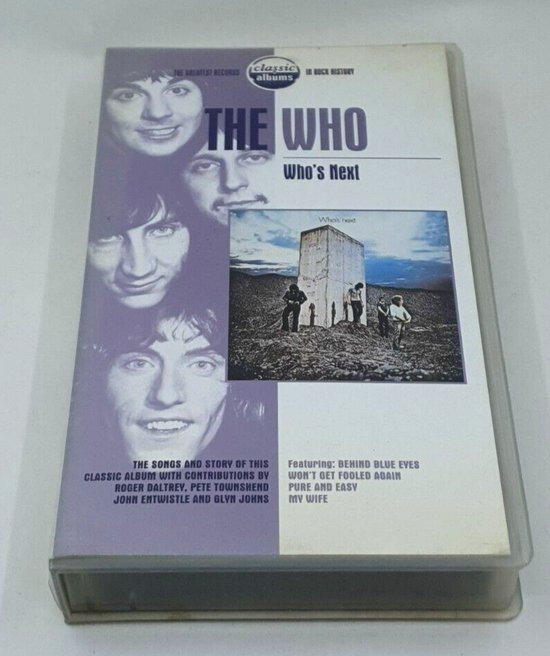 THE GREATEST RECORDS classic albums IN ROCK HISTORY
THE WHO
Who's Next
Who's next
THE SONGS AND STORY OF THIS
CLASSIC ALBUM WITH CONTRIBUTIONS BY
ROGER DALTREY, PETE TOWNSHEND
JOHN ENTWISTLE AND GLYN JOHNS
Featuring: BEHIND BLUE EYES
WON'T GET FOOLED AGAIN
PURE AND EASY
MY WIFE